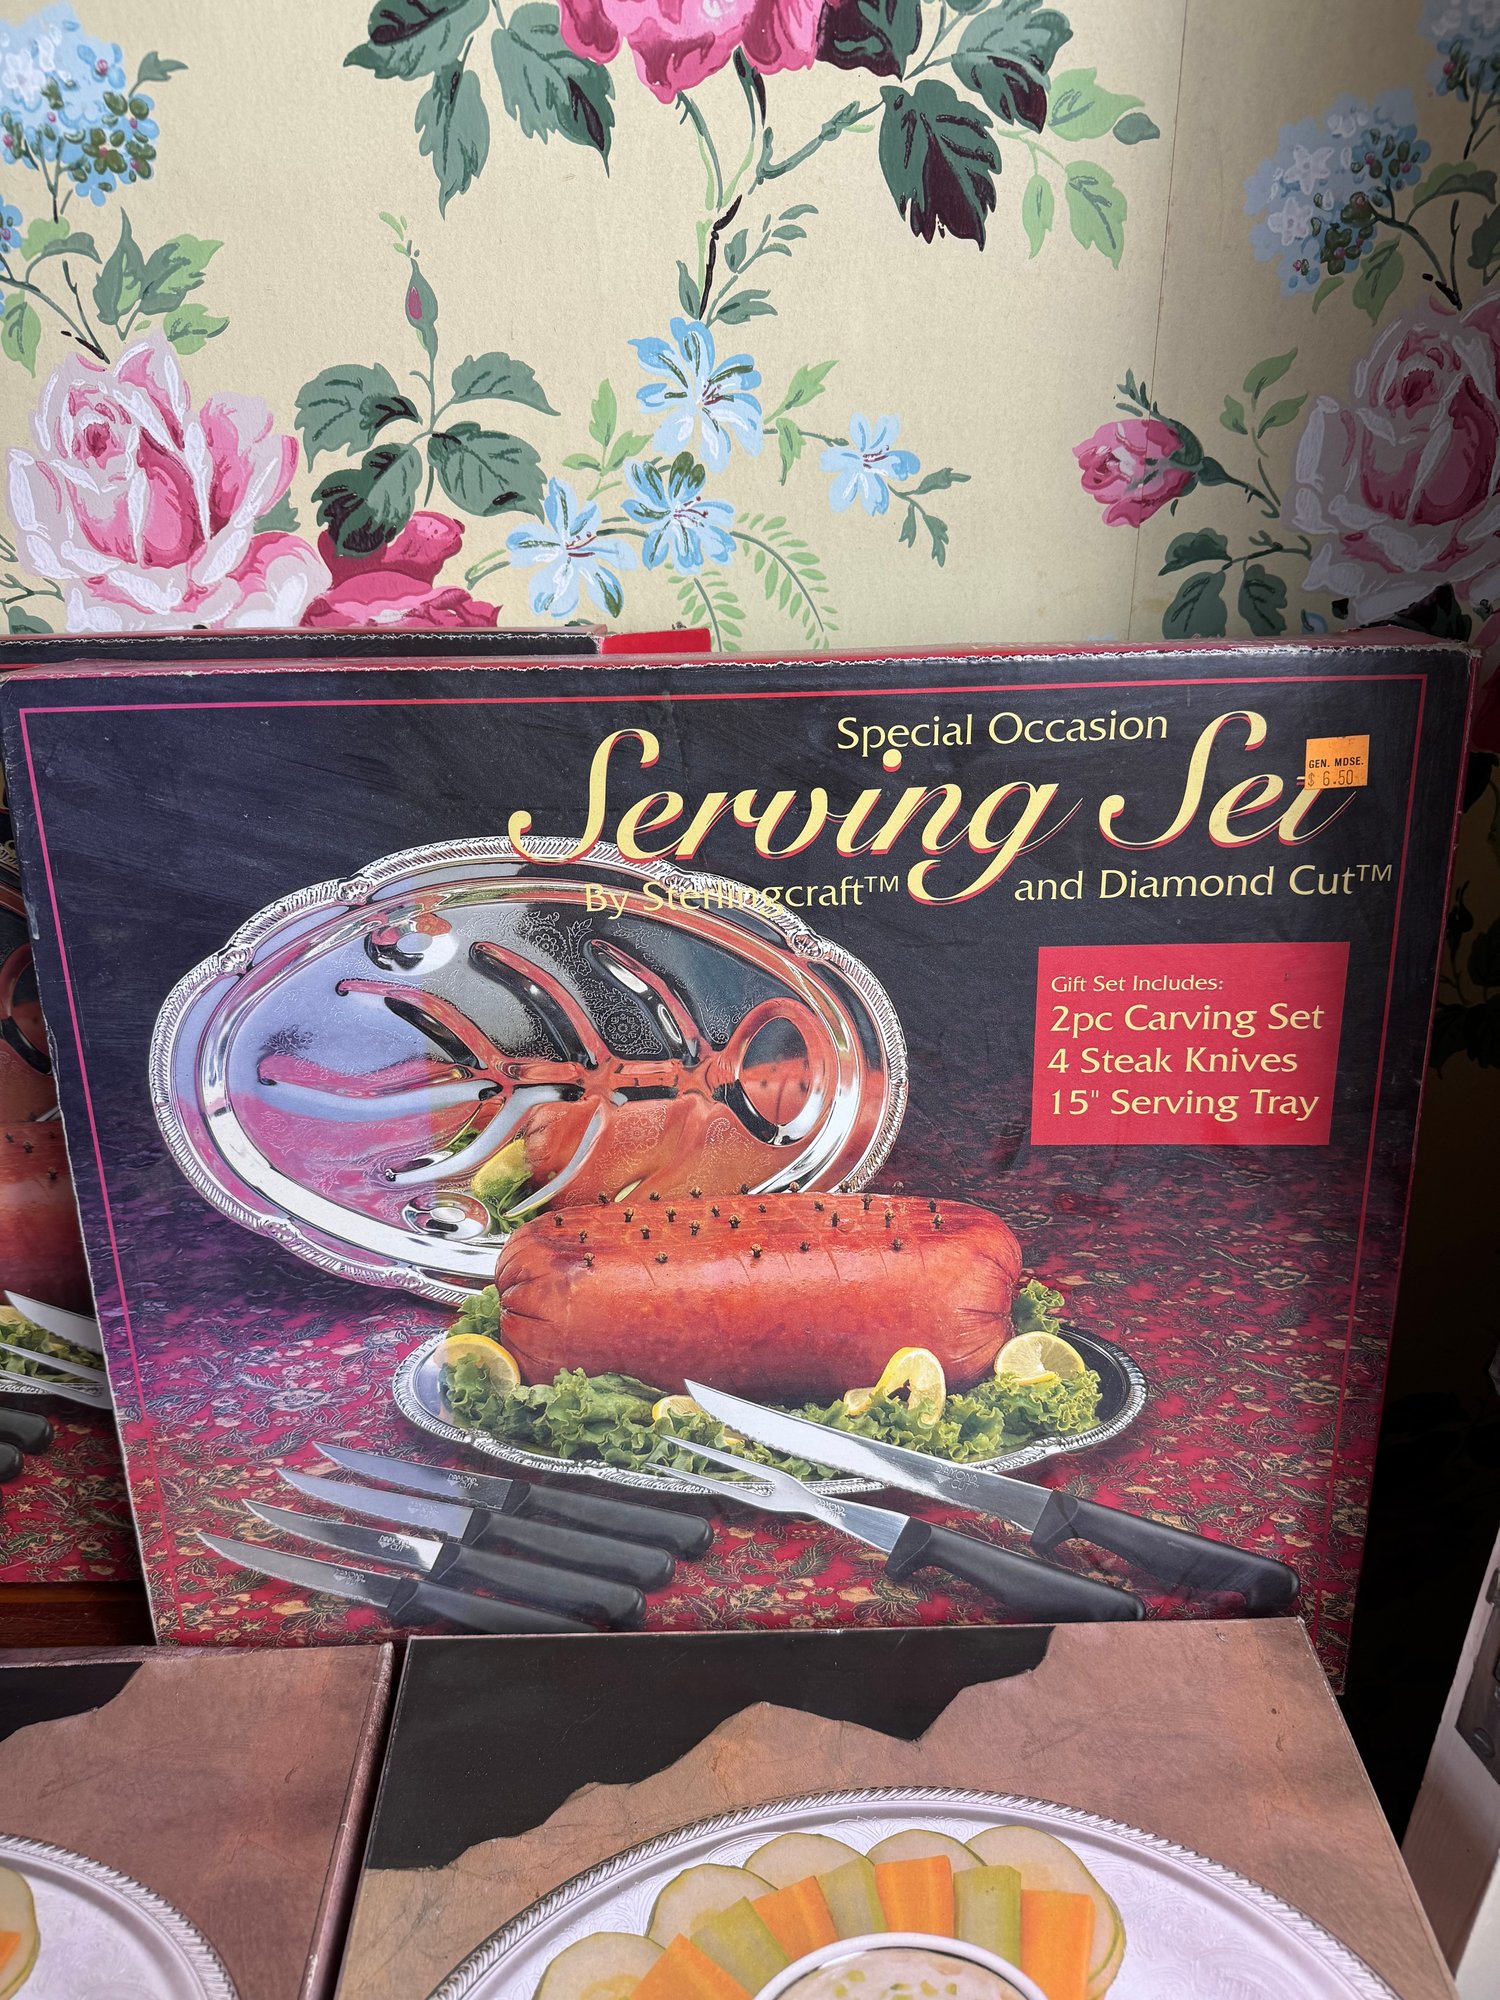 Special Occasion
Serving Set
By Sterlingcraft™ and Diamond Cut™
GEN. MDSE.
$ 6.50
Gift Set Includes:
2pc Carving Set
4 Steak Knives
15" Serving Tray